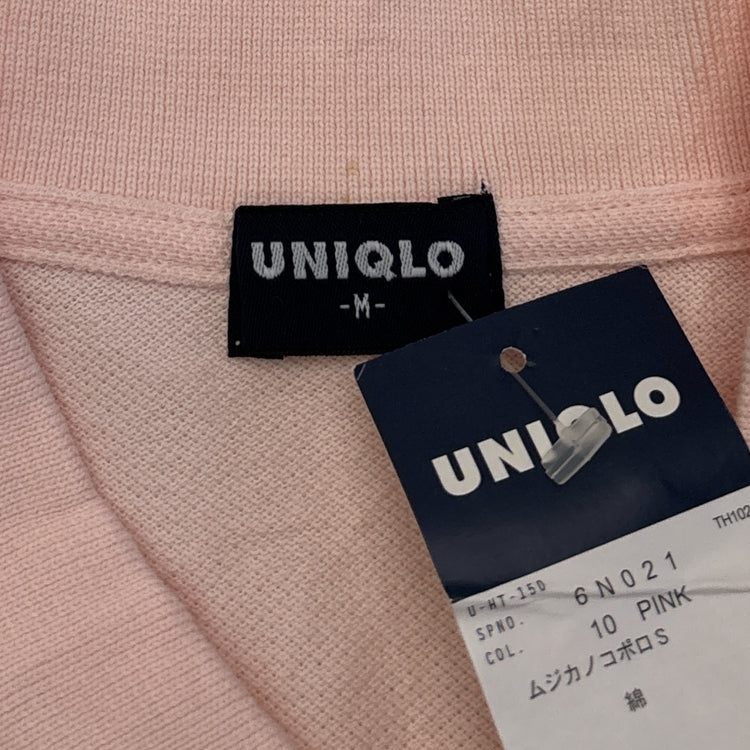 UNIQLO
-M-
UNIQLO
TH102
U-HT-150
SPNO. 6N021
COL. 10 PINK
ムジカノコポロS
綿